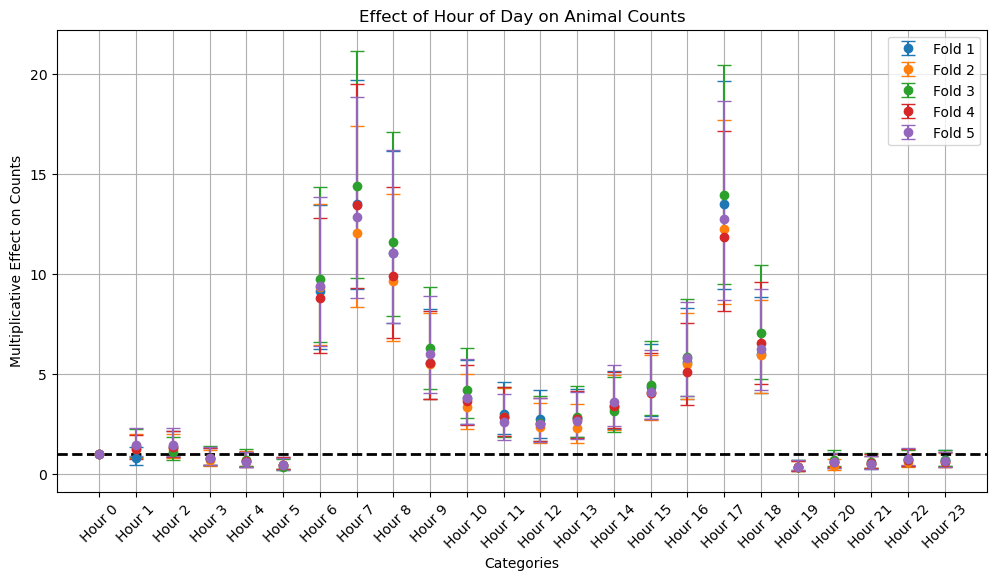 Effect of Hour of Day on Animal Counts
Multiplicative Effect on Counts
20
15
10
5
0
Fold 1
Fold 2
Fold 3
Fold 4
Fold 5
Hour 0
Hour 1
Hour 2
Hour 3
Hour 4
Hour 5
Hour 6
Hour 7
Hour 8
Hour 9
Hour 10
Hour 11
Hour 12
Hour 13
Hour 14
Hour 15
Hour 16
Hour 17
Hour 18
Hour 19
Hour 20
Hour 21
Hour 22
Hour 23
Categories